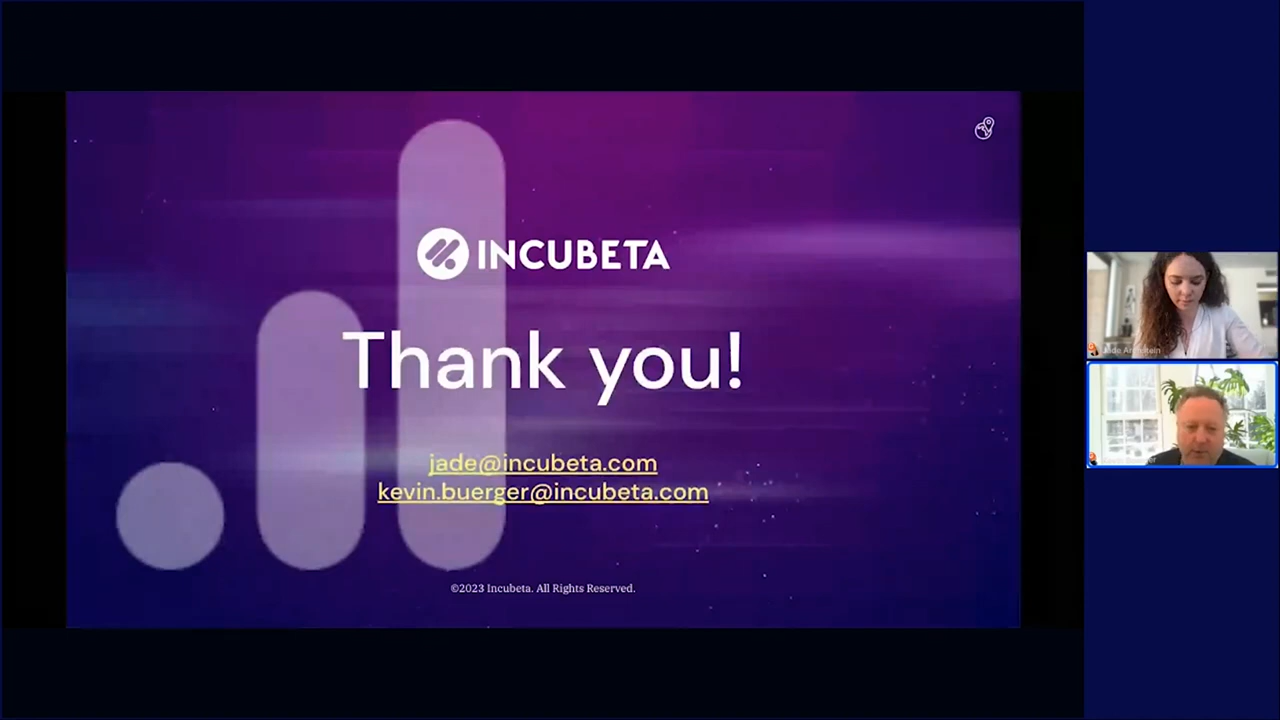 INCUBETA
Thank you!
jade@incubeta.com
kevin.buerger@incubeta.com
©2023 Incubeta. All Rights Reserved.